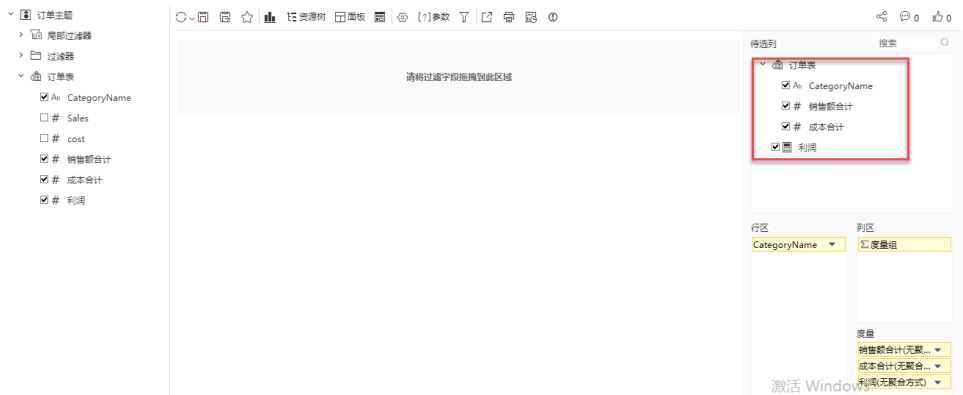 订单主题
局部过滤器
过滤器
订单表
Ab CategoryName
# Sales
# cost
# 销售额合计
# 成本合计
# 利润
资源树 面板 [?]参数
0 0
请将过滤字段拖拽到此区域
待选列 搜索
订单表
Ab CategoryName
# 销售额合计
# 成本合计
利润
行区 列区
CategoryName Σ度量组
度量
销售额合计(无聚...
成本合计(无聚合...
利润(无聚合方式)
激活 Windows